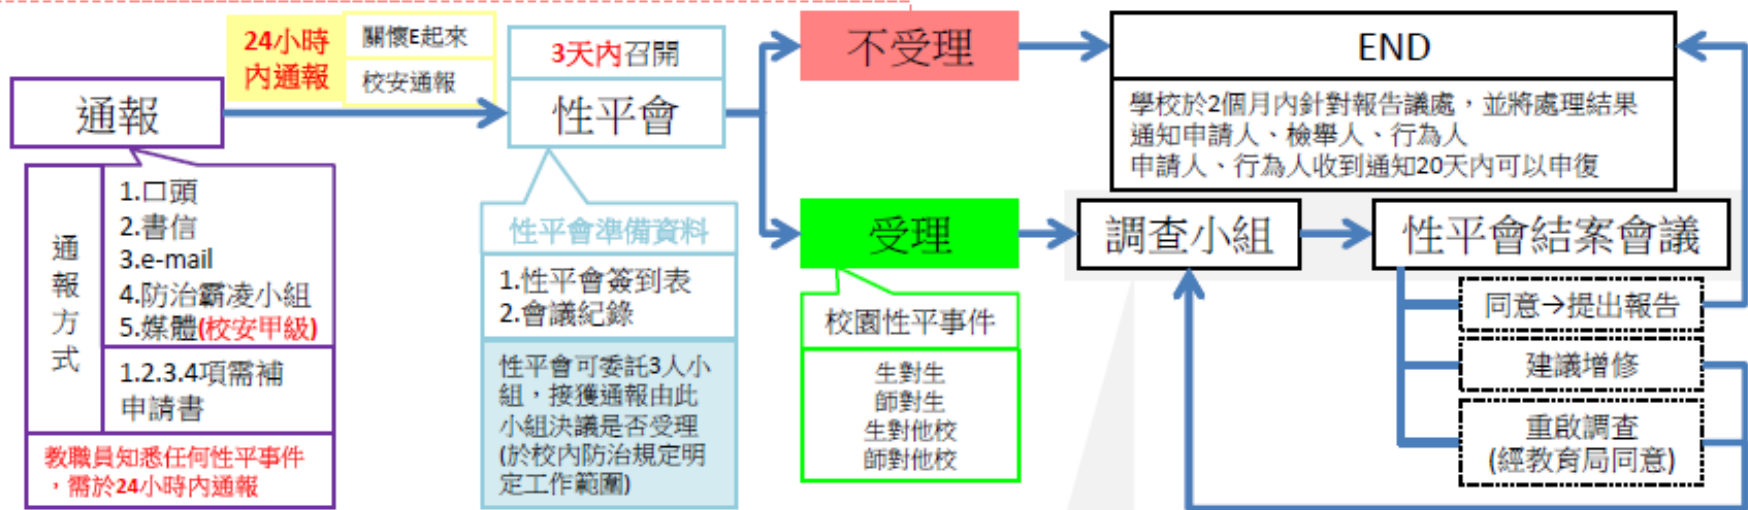 通報
24小時
內通報
關懷E起來
校安通報
通報方式
1.口頭
2.書信
3.e-mail
4.防治霸凌小組
5.媒體(校安甲級)
1.2.3.4項需補
申請書
教職員知悉任何性平事件
，需於24小時內通報
3天內召開
性平會
性平會準備資料
1.性平會簽到表
2.會議紀錄
性平會可委託3人小
組，接獲通報由此
小組決議是否受理
(於校內防治規定明
定工作範圍)
不受理
受理
校園性平事件
生對生
師對生
生對他校
師對他校
END
學校於2個月內針對報告議處，並將處理結果
通知申請人、檢舉人、行為人
申請人、行為人收到通知20天內可以申復
調查小組
性平會結案會議
同意→提出報告
建議增修
重啟調查
(經教育局同意)